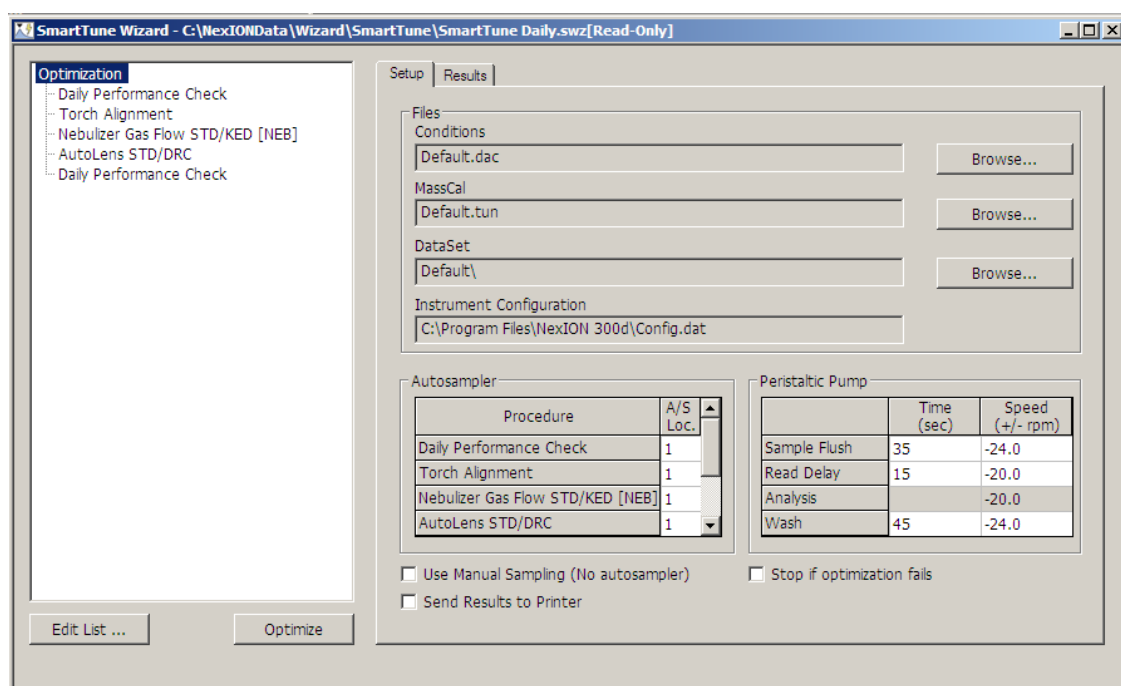 SmartTune Wizard - C:\NexIONData\Wizard\SmartTune\SmartTune Daily.swz[Read-Only]
Optimization
Daily Performance Check
Torch Alignment
Nebulizer Gas Flow STD/KED [NEB]
AutoLens STD/DRC
Daily Performance Check
Edit List ...
Optimize
Setup
Results
Files
Conditions
Default.dac
Browse...
MassCal
Default.tun
Browse...
DataSet
Default\
Browse...
Instrument Configuration
C:\Program Files\NexION 300d\Config.dat
Autosampler
Procedure A/S Loc.
Daily Performance Check 1
Torch Alignment 1
Nebulizer Gas Flow STD/KED [NEB] 1
AutoLens STD/DRC 1
Peristaltic Pump
Time (sec) Speed (+/- rpm)
Sample Flush 35 -24.0
Read Delay 15 -20.0
Analysis -20.0
Wash 45 -24.0
Use Manual Sampling (No autosampler)
Stop if optimization fails
Send Results to Printer